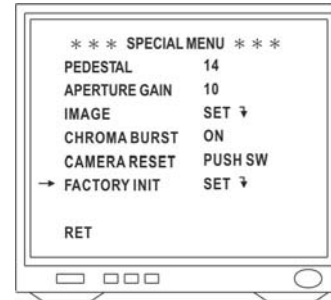 * * * SPECIAL MENU * * *
PEDESTAL 14
APERTURE GAIN 10
IMAGE SET ↴
CHROMA BURST ON
CAMERA RESET PUSH SW
→ FACTORY INIT SET ↴
RET